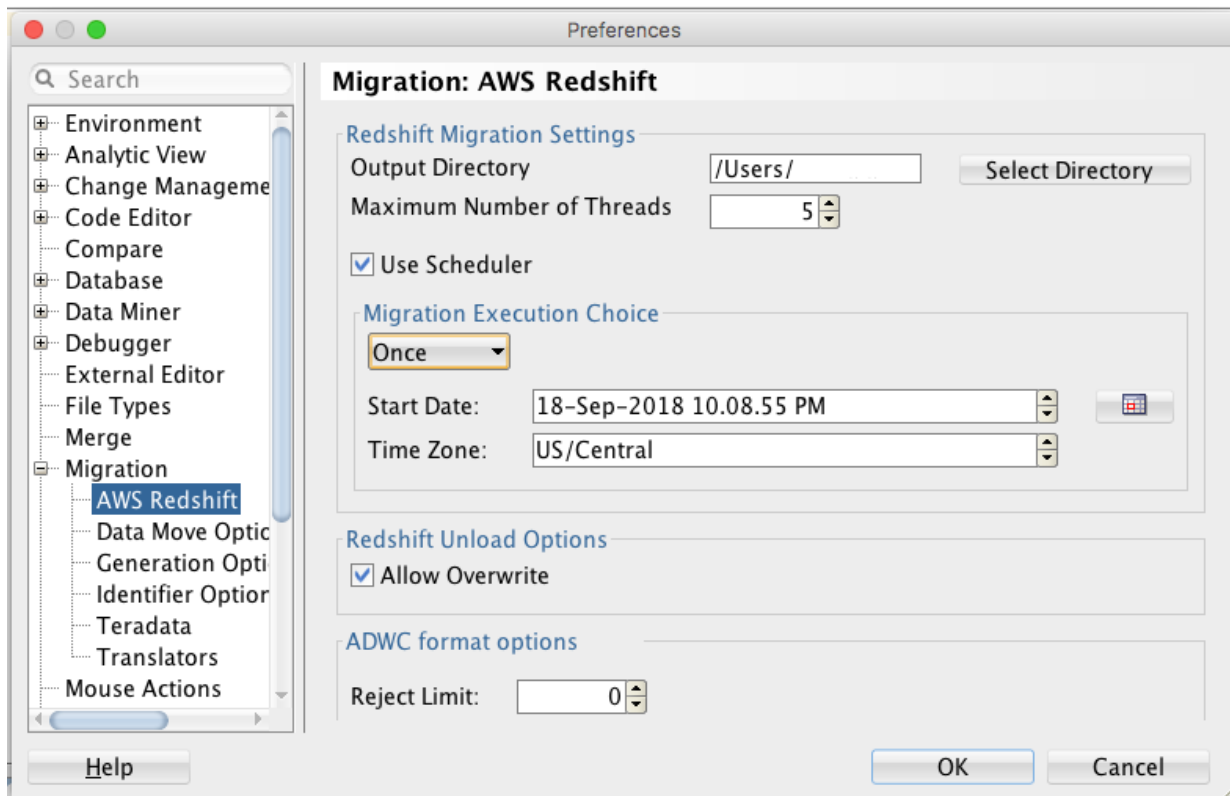 Preferences
Search
Environment
Analytic View
Change Manageme
Code Editor
Compare
Database
Data Miner
Debugger
External Editor
File Types
Merge
Migration
AWS Redshift
Data Move Optic
Generation Opti
Identifier Option
Teradata
Translators
Mouse Actions
Migration: AWS Redshift
Redshift Migration Settings
Output Directory /Users/ Select Directory
Maximum Number of Threads 5
Use Scheduler
Migration Execution Choice
Once
Start Date: 18-Sep-2018 10.08.55 PM
Time Zone: US/Central
Redshift Unload Options
Allow Overwrite
ADWC format options
Reject Limit: 0
Help OK Cancel